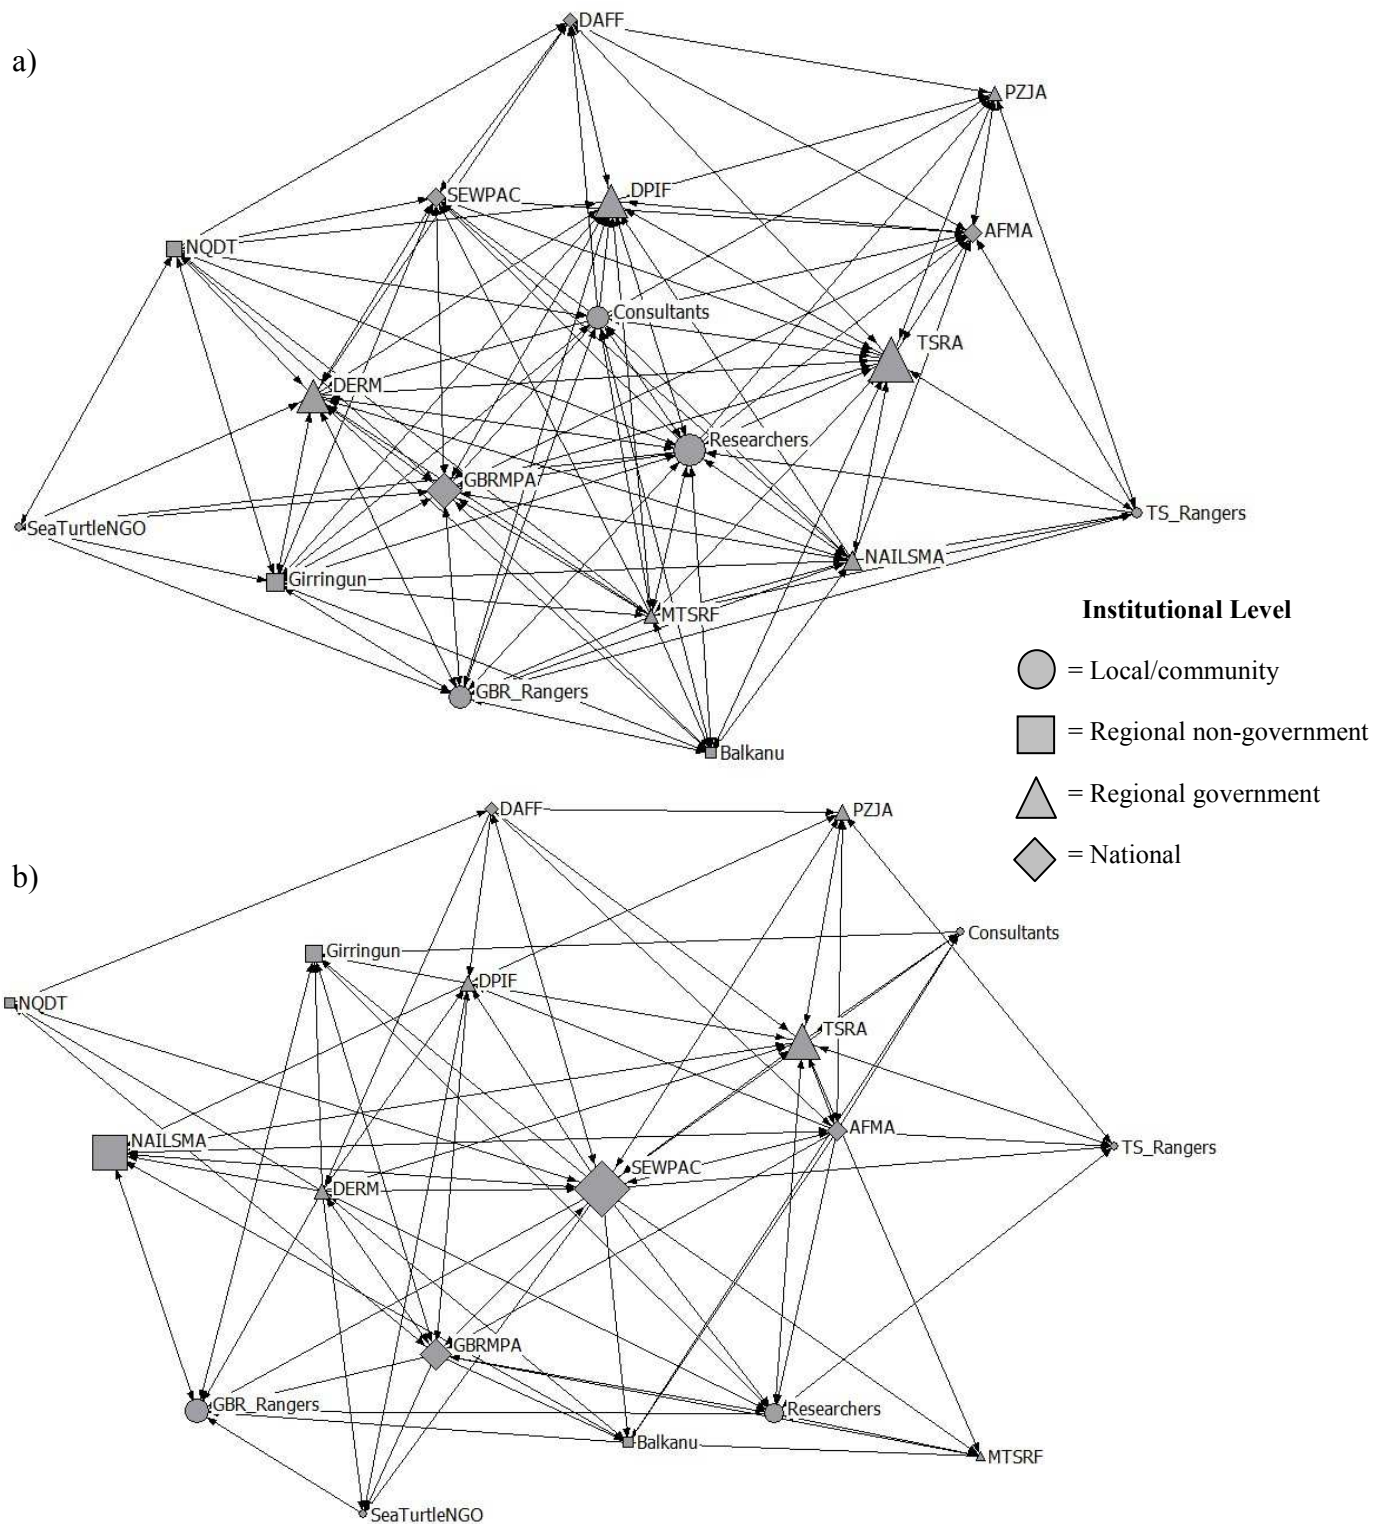 a)
DAFF
PZJA
SEWPAC
DPIF
NQDT
AFMA
Consultants
TSRA
DERM
Researchers
GBRMPA
SeaTurtleNGO
TS_Rangers
NAILSMA
Girringun
MTSRF
GBR_Rangers
Balkanu
Institutional Level
= Local/community
= Regional non-government
= Regional government
= National
b)
DAFF
PZJA
Consultants
Girringun
DPIF
NQDT
TSRA
AFMA
NAILSMA
TS_Rangers
SEWPAC
DERM
GBRMPA
GBR_Rangers
Researchers
Balkanu
MTSRF
SeaTurtleNGO